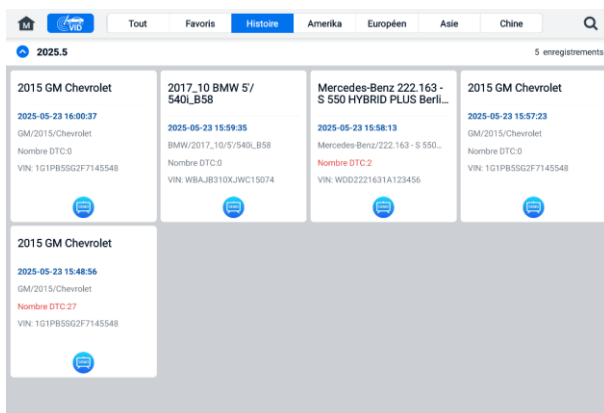 M
VID
Tout
Favoris
Histoire
Amerika
Européen
Asie
Chine
2025.5
5 enregistrements
2015 GM Chevrolet
2025-05-23 16:00:37
GM/2015/Chevrolet
Nombre DTC:0
VIN: 1G1PB5SG2F7145548
2017_10 BMW 5'/
540i_B58
2025-05-23 15:59:35
BMW/2017_10/5'/540i_B58
Nombre DTC:0
VIN: WBAJB310XJWC15074
Mercedes-Benz 222.163 -
S 550 HYBRID PLUS Berli...
2025-05-23 15:58:13
Mercedes-Benz/222.163 - S 550...
Nombre DTC:2
VIN: WDD2221631A123456
2015 GM Chevrolet
2025-05-23 15:57:23
GM/2015/Chevrolet
Nombre DTC:0
VIN: 1G1PB5SG2F7145548
2015 GM Chevrolet
2025-05-23 15:48:56
GM/2015/Chevrolet
Nombre DTC:27
VIN: 1G1PB5SG2F7145548